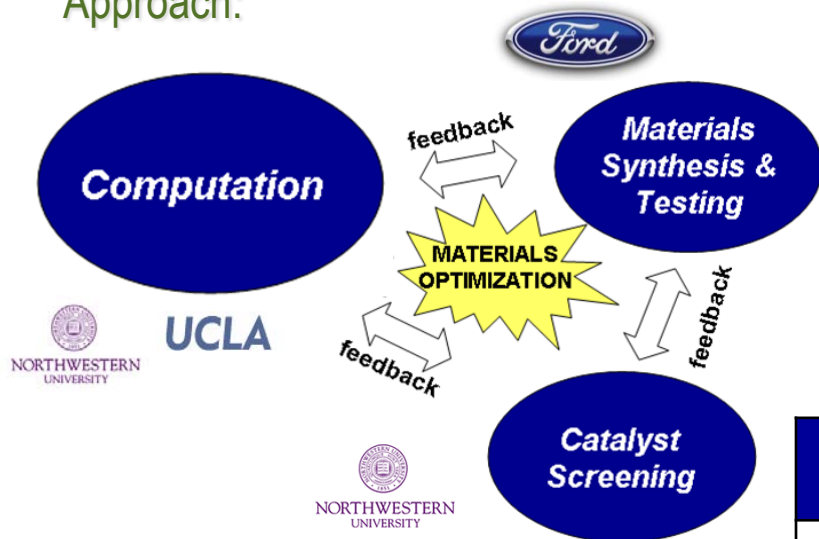 Approach:
Ford
feedback
Computation
Materials
Synthesis &
Testing
MATERIALS
OPTIMIZATION
feedback
feedback
NORTHWESTERN
UNIVERSITY
UCLA
Catalyst
Screening
NORTHWESTERN
UNIVERSITY